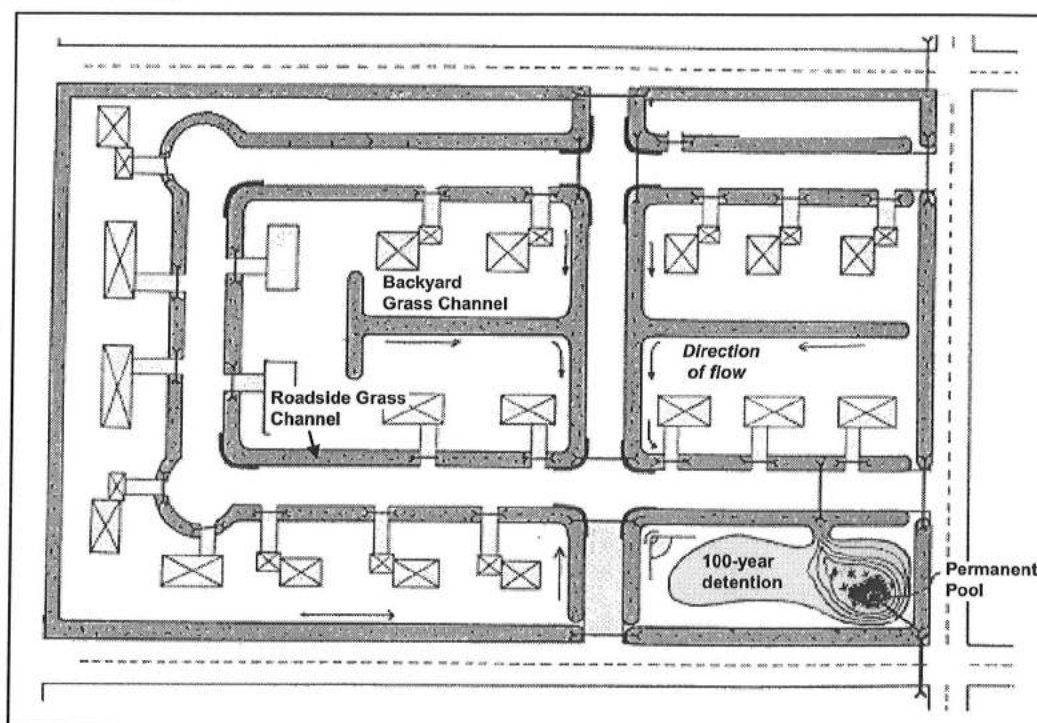 Backyard
Grass Channel
Direction
of flow
Roadside Grass
Channel
100-year
detention
Permanent
Pool